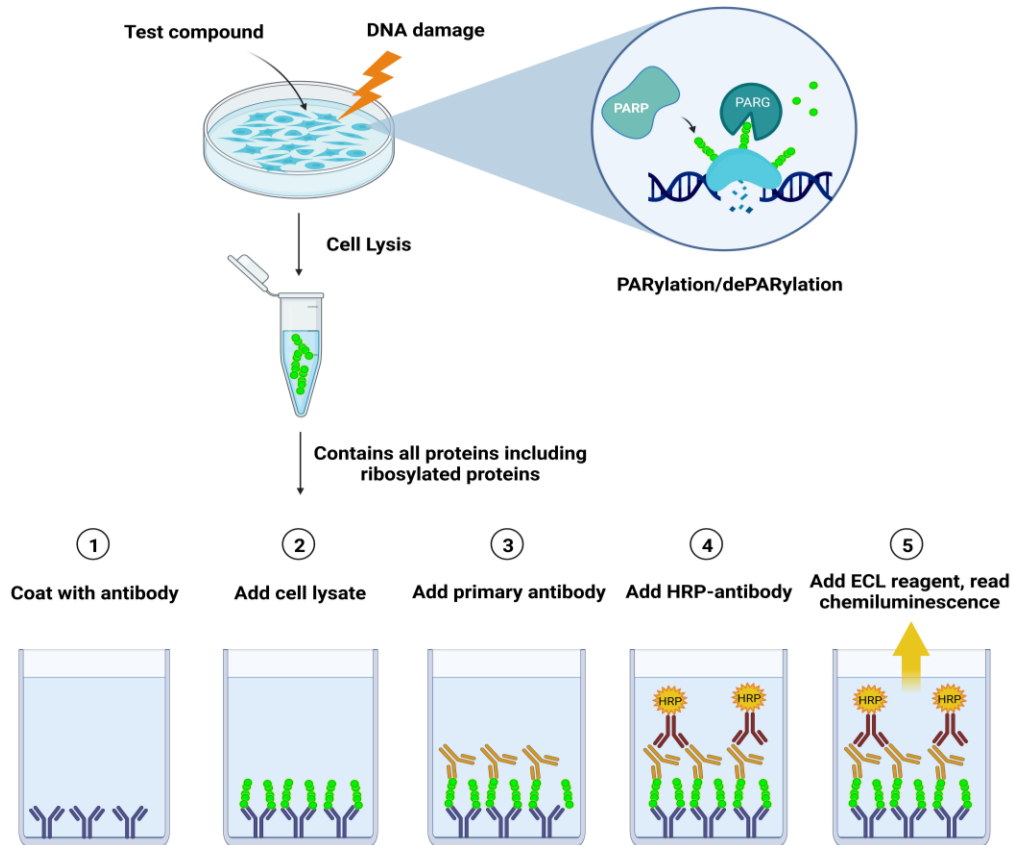 Test compound
DNA damage
PARP
PARG
Cell Lysis
PARylation/dePARylation
Contains all proteins including
ribosylated proteins
1
2
3
4
5
Coat with antibody
Add cell lysate
Add primary antibody
Add HRP-antibody
Add ECL reagent, read
chemiluminescence
HRP
HRP
HRP
HRP